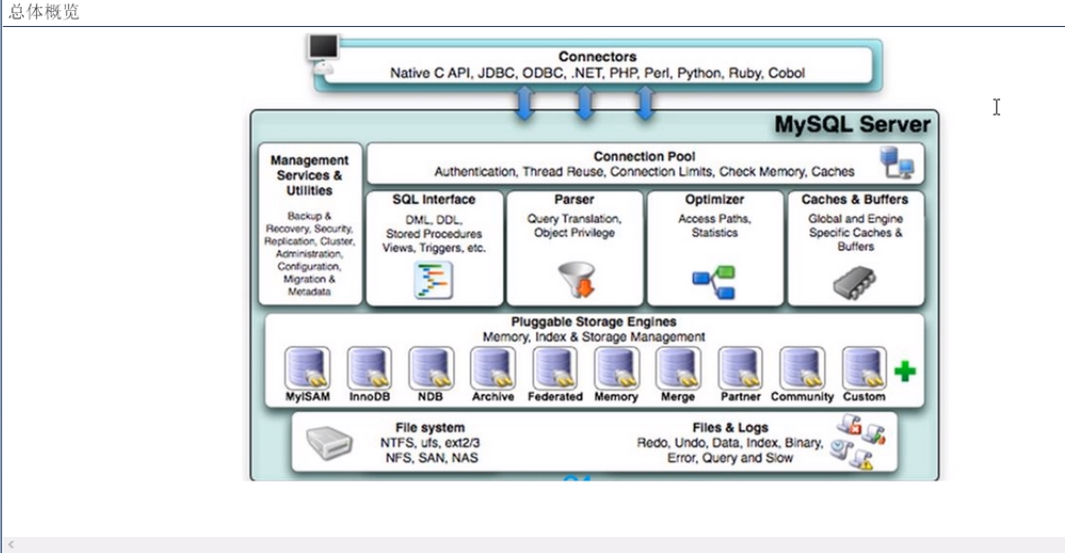 总体概览
Connectors
Native C API, JDBC, ODBC, .NET, PHP, Perl, Python, Ruby, Cobol
MySQL Server
Management
Services &
Utilities
Backup &
Recovery, Security,
Replication, Cluster,
Administration,
Configuration,
Migration &
Metadata
Connection Pool
Authentication, Thread Reuse, Connection Limits, Check Memory, Caches
SQL Interface
DML, DDL,
Stored Procedures
Views, Triggers, etc.
Parser
Query Translation,
Object Privilege
Optimizer
Access Paths,
Statistics
Caches & Buffers
Global and Engine
Specific Caches &
Buffers
Pluggable Storage Engines
Memory, Index & Storage Management
MyISAM InnoDB NDB Archive Federated Memory Merge Partner Community Custom
File system
NTFS, ufs, ext2/3
NFS, SAN, NAS
Files & Logs
Redo, Undo, Data, Index, Binary,
Error, Query and Slow